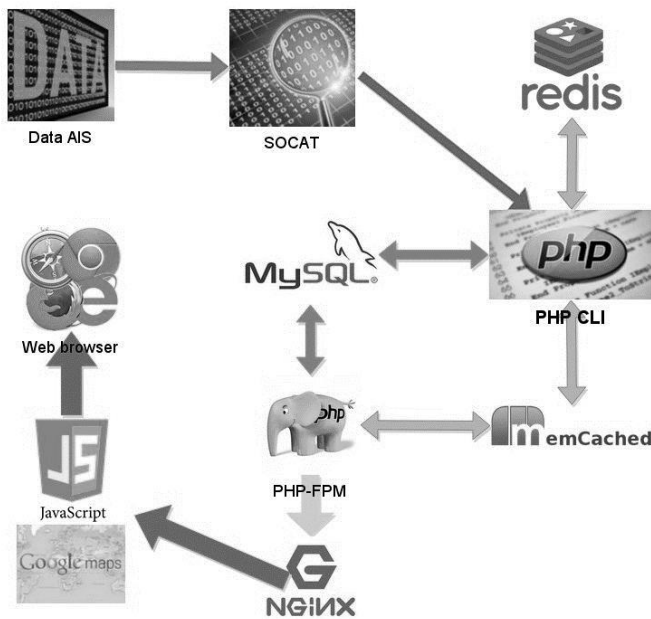 DATA
Data AIS
SOCAT
redis
MySQL®
php
PHP CLI
Web browser
php
PHP-FPM
memCached
JS
JavaScript
Google maps
NGiNX